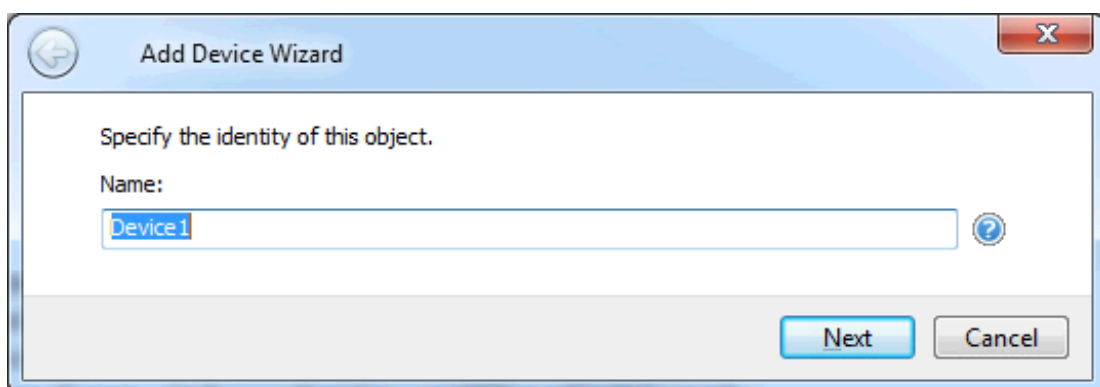 Add Device Wizard
Specify the identity of this object.
Name:
Device1
Next
Cancel